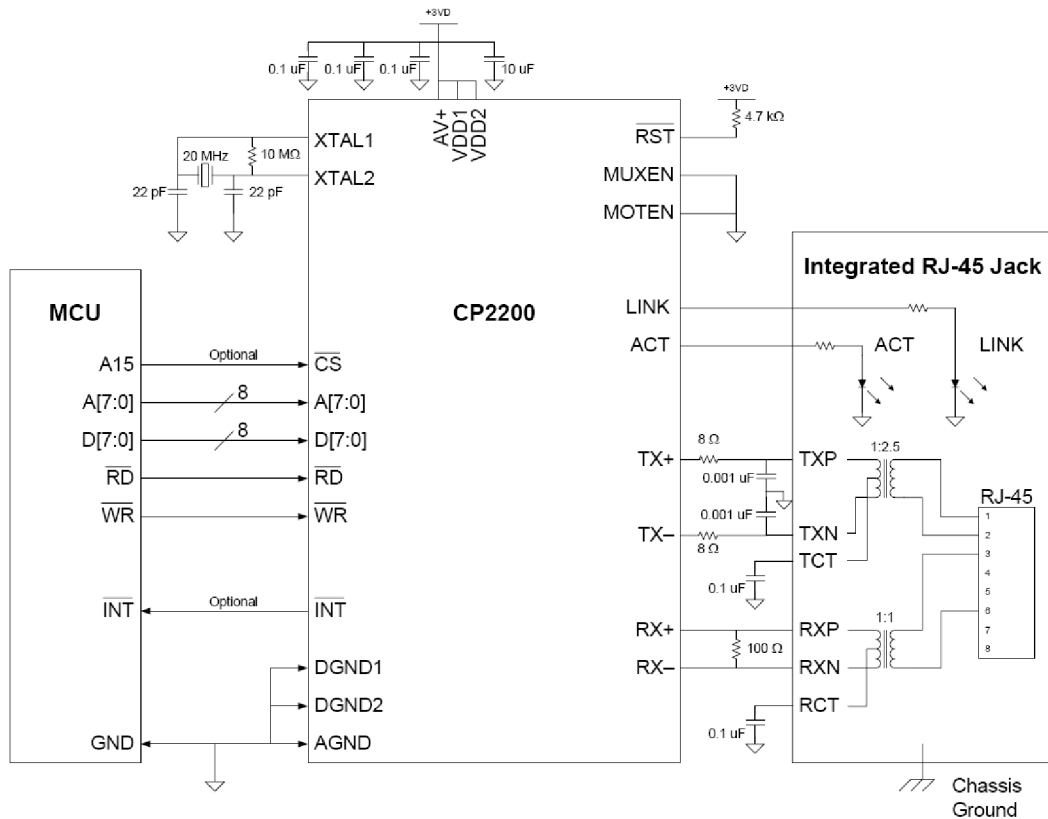 +3VD
0.1 uF 0.1 uF 0.1 uF 10 uF
AV+
VDD1
VDD2
+3VD
4.7 kΩ
XTAL1
20 MHz
10 MΩ
XTAL2
22 pF
22 pF
RST
MUXEN
MOTEN
Integrated RJ-45 Jack
MCU
CP2200
LINK
ACT
ACT
LINK
A15
Optional
CS
A[7:0]
8
A[7:0]
D[7:0]
8
D[7:0]
RD
RD
WR
WR
INT
Optional
INT
DGND1
DGND2
GND
AGND
TX+
8 Ω
0.001 uF
0.001 uF
TX–
8 Ω
TXP
1:2.5
TXN
TCT
0.1 uF
RX+
RXP
1:1
100 Ω
RX–
RXN
RCT
0.1 uF
RJ-45
1
2
3
4
5
6
7
8
Chassis
Ground